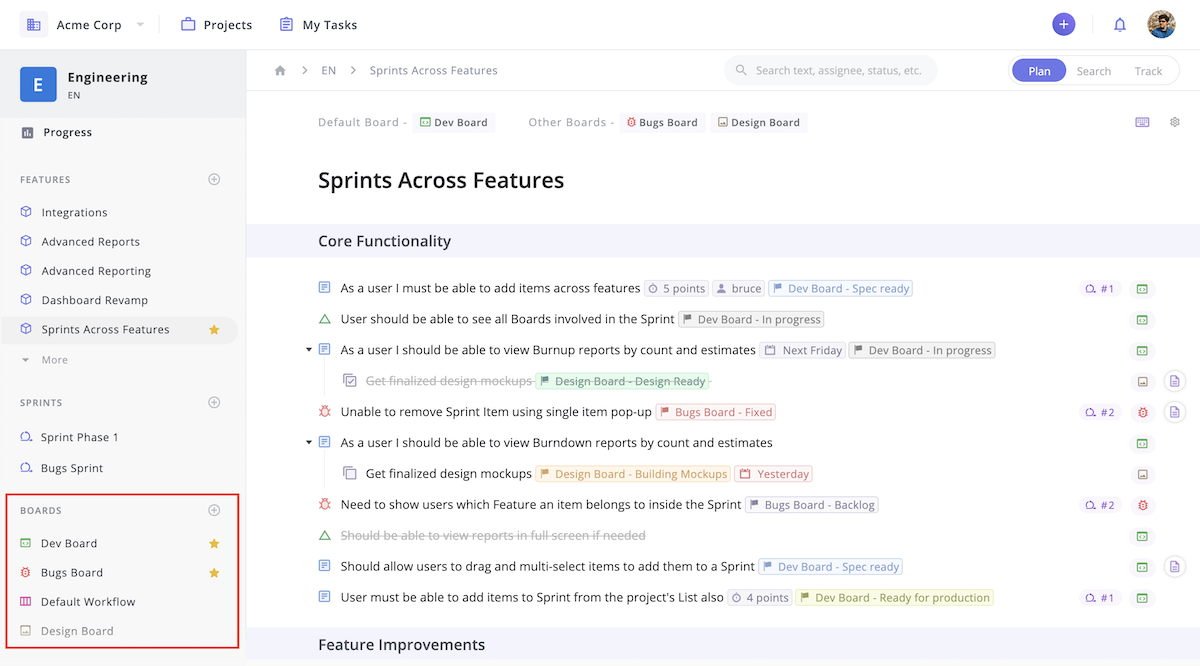 Acme Corp Projects My Tasks
E Engineering
EN
EN Sprints Across Features Search text, assignee, status, etc. Plan Search Track
Progress
FEATURES
Integrations
Advanced Reports
Advanced Reporting
Dashboard Revamp
Sprints Across Features
More
SPRINTS
Sprint Phase 1
Bugs Sprint
BOARDS
Dev Board
Bugs Board
Default Workflow
Design Board
Default Board - Dev Board Other Boards - Bugs Board Design Board
Sprints Across Features
Core Functionality
As a user I must be able to add items across features 5 points bruce Dev Board - Spec ready #1
User should be able to see all Boards involved in the Sprint Dev Board - In progress
As a user I should be able to view Burnup reports by count and estimates Next Friday Dev Board - In progress
Get finalized design mockups Design Board - Design Ready
Unable to remove Sprint Item using single item pop-up Bugs Board - Fixed #2
As a user I should be able to view Burndown reports by count and estimates
Get finalized design mockups Design Board - Building Mockups Yesterday
Need to show users which Feature an item belongs to inside the Sprint Bugs Board - Backlog #2
Should be able to view reports in full screen if needed
Should allow users to drag and multi-select items to add them to a Sprint Dev Board - Spec ready
User must be able to add items to Sprint from the project's List also 4 points Dev Board - Ready for production #1
Feature Improvements